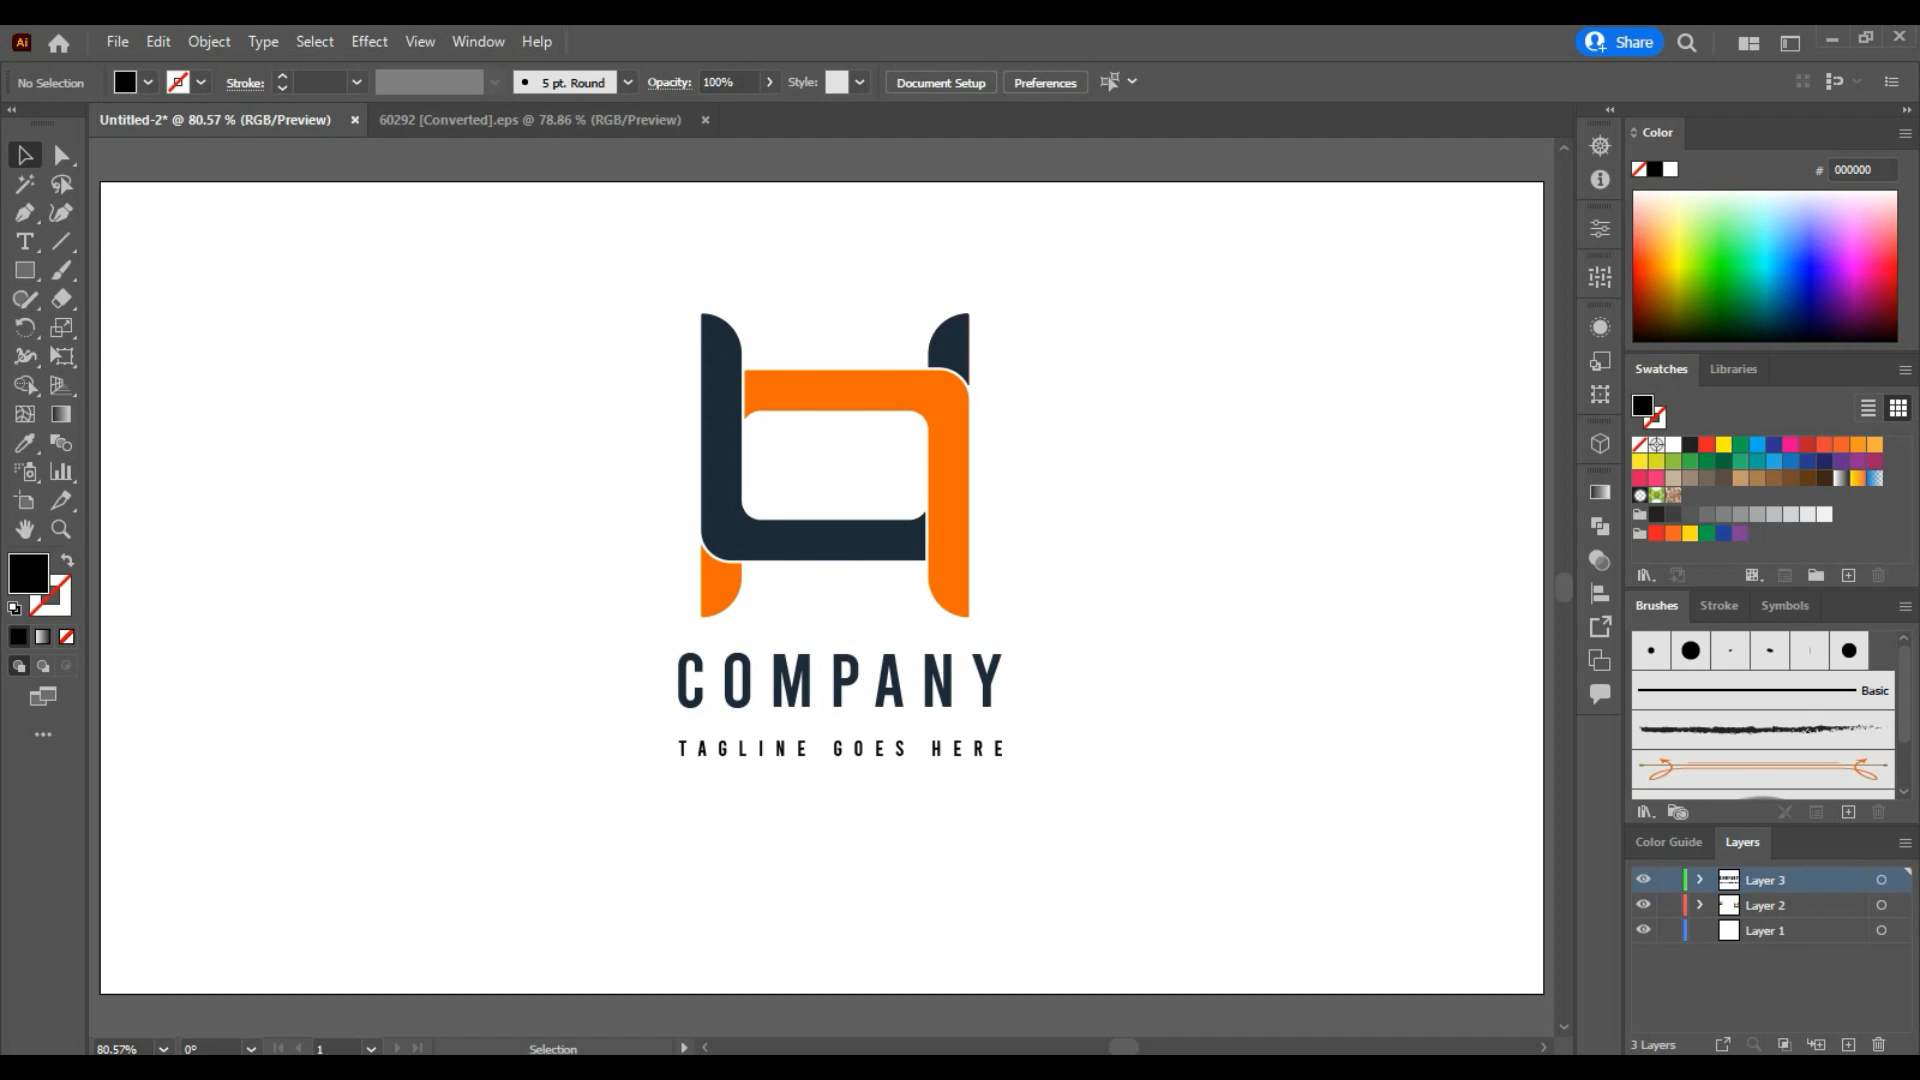 Ai File Edit Object Type Select Effect View Window Help Share
No Selection Stroke: 5 pt. Round Opacity: 100% Style: Document Setup Preferences
Untitled-2* @ 80.57 % (RGB/Preview) × 60292 [Converted].eps @ 78.86 % (RGB/Preview) ×
Color
# 000000
Swatches Libraries
Brushes Stroke Symbols
Basic
COMPANY
TAGLINE GOES HERE
Color Guide Layers
Layer 3
Layer 2
Layer 1
80.57% 0° 1 Selection 3 Layers